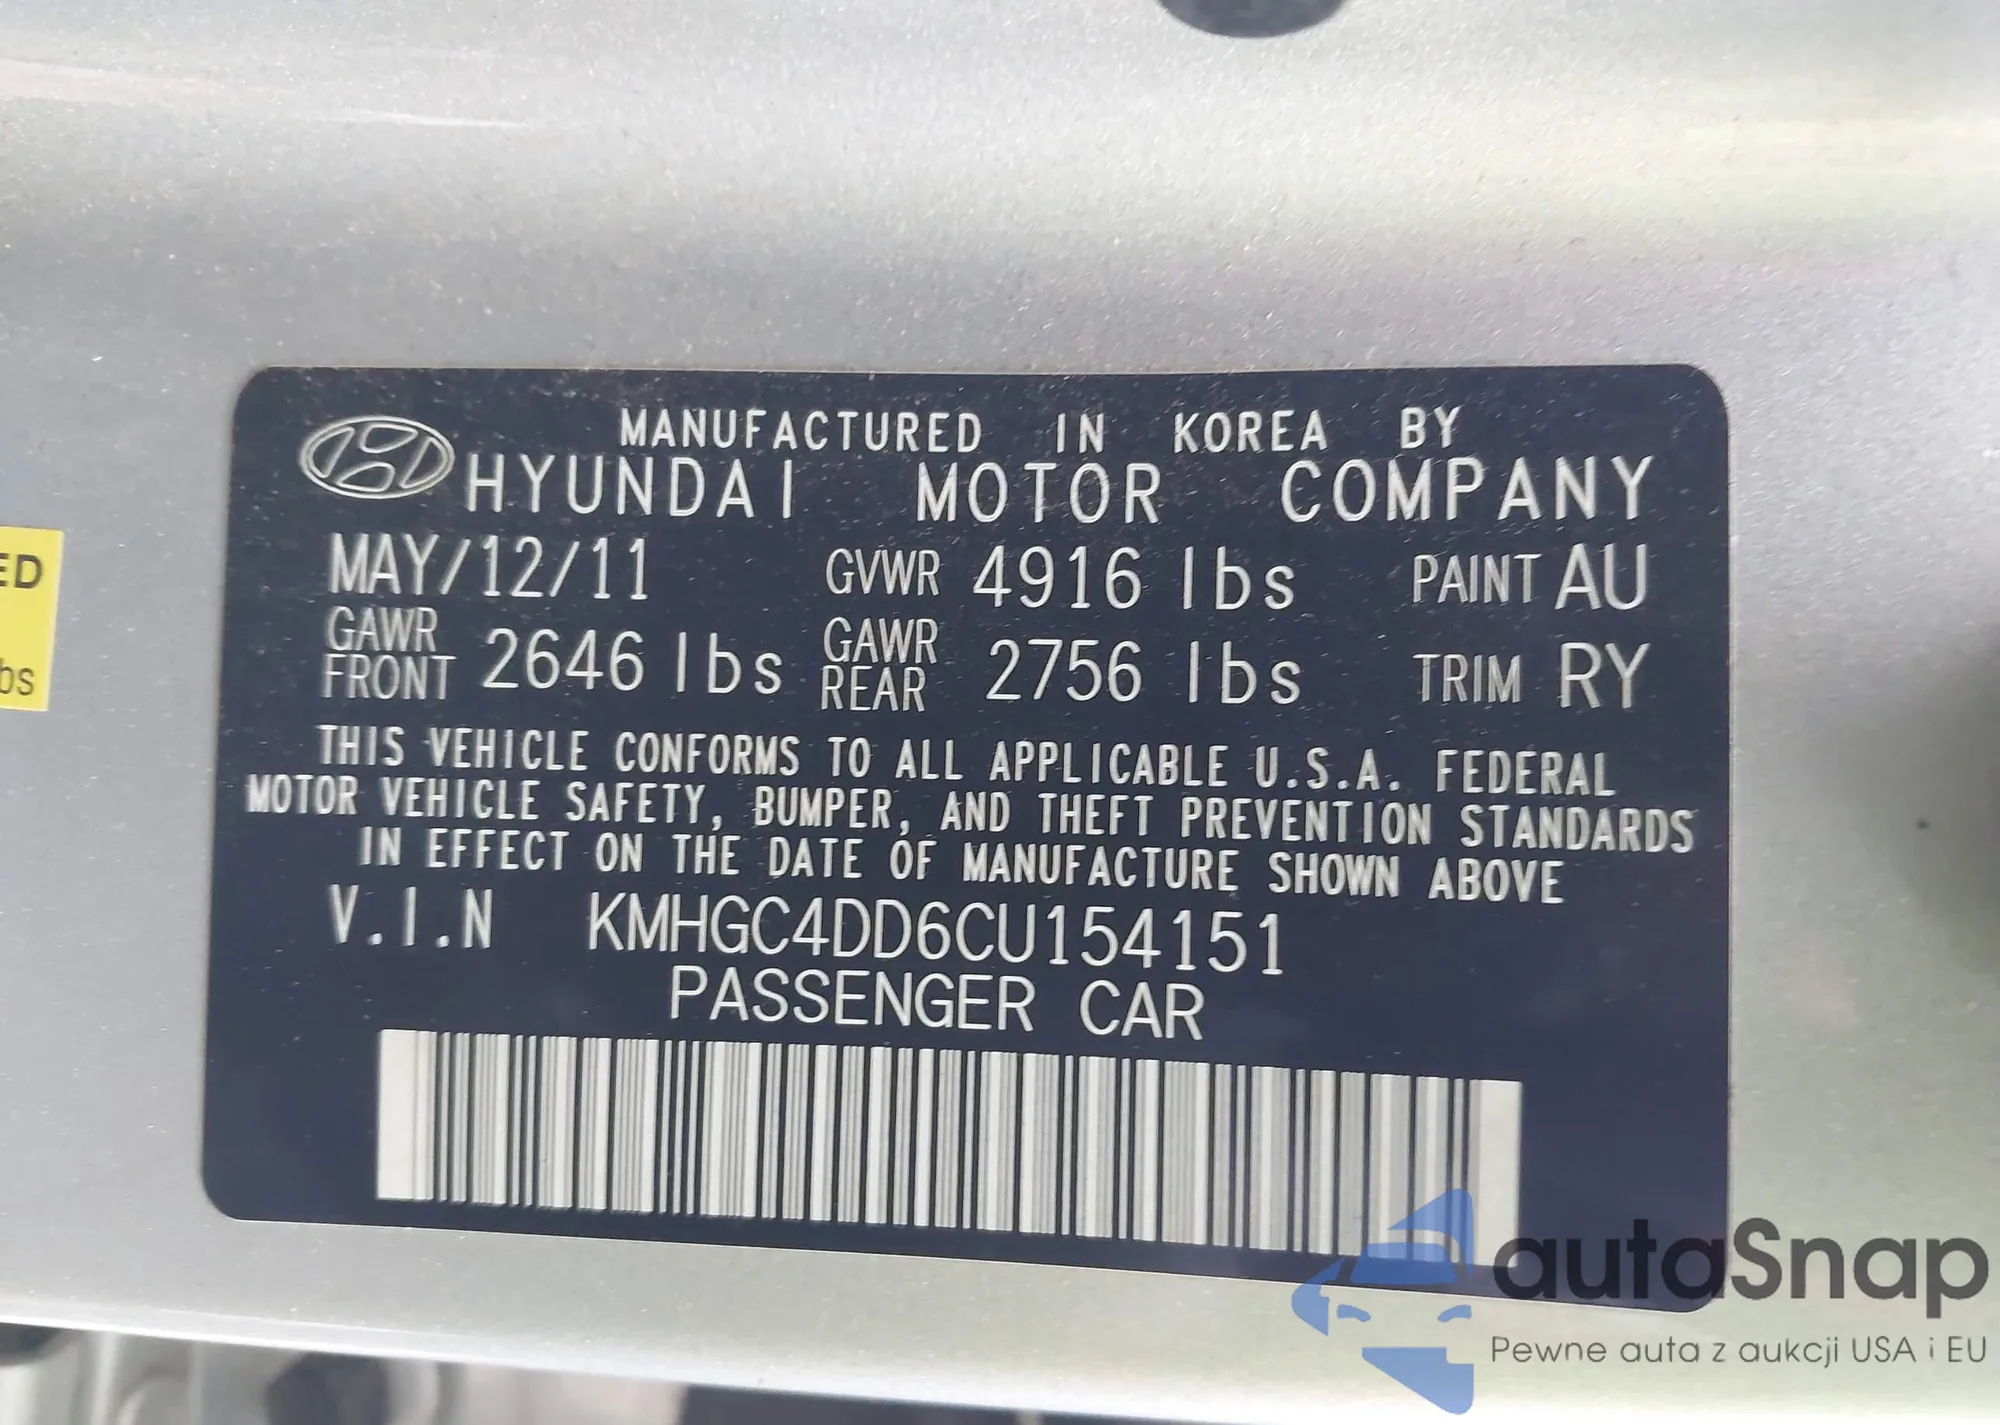 MANUFACTURED IN KOREA BY
HYUNDAI MOTOR COMPANY
MAY/12/11 GVWR 4916 lbs PAINT AU
GAWR FRONT 2646 lbs GAWR REAR 2756 lbs TRIM RY
THIS VEHICLE CONFORMS TO ALL APPLICABLE U.S.A. FEDERAL
MOTOR VEHICLE SAFETY, BUMPER, AND THEFT PREVENTION STANDARDS
IN EFFECT ON THE DATE OF MANUFACTURE SHOWN ABOVE
V.I.N KMHGC4DD6CU154151
PASSENGER CAR
ED
bs
autaSnap
Pewne auta z aukcji USA i EU